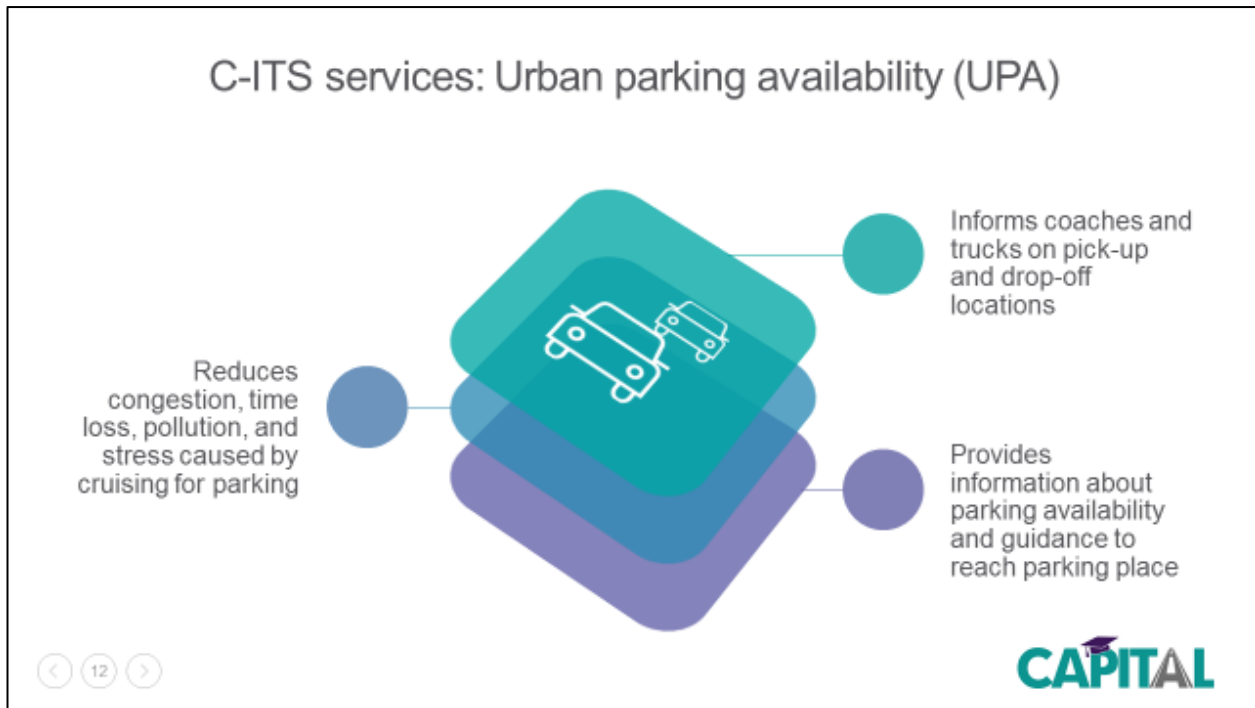 C-ITS services: Urban parking availability (UPA)
Informs coaches and
trucks on pick-up
and drop-off
locations
Reduces
congestion, time
loss, pollution, and
stress caused by
cruising for parking
Provides
information about
parking availability
and guidance to
reach parking place
12
CAPITAL